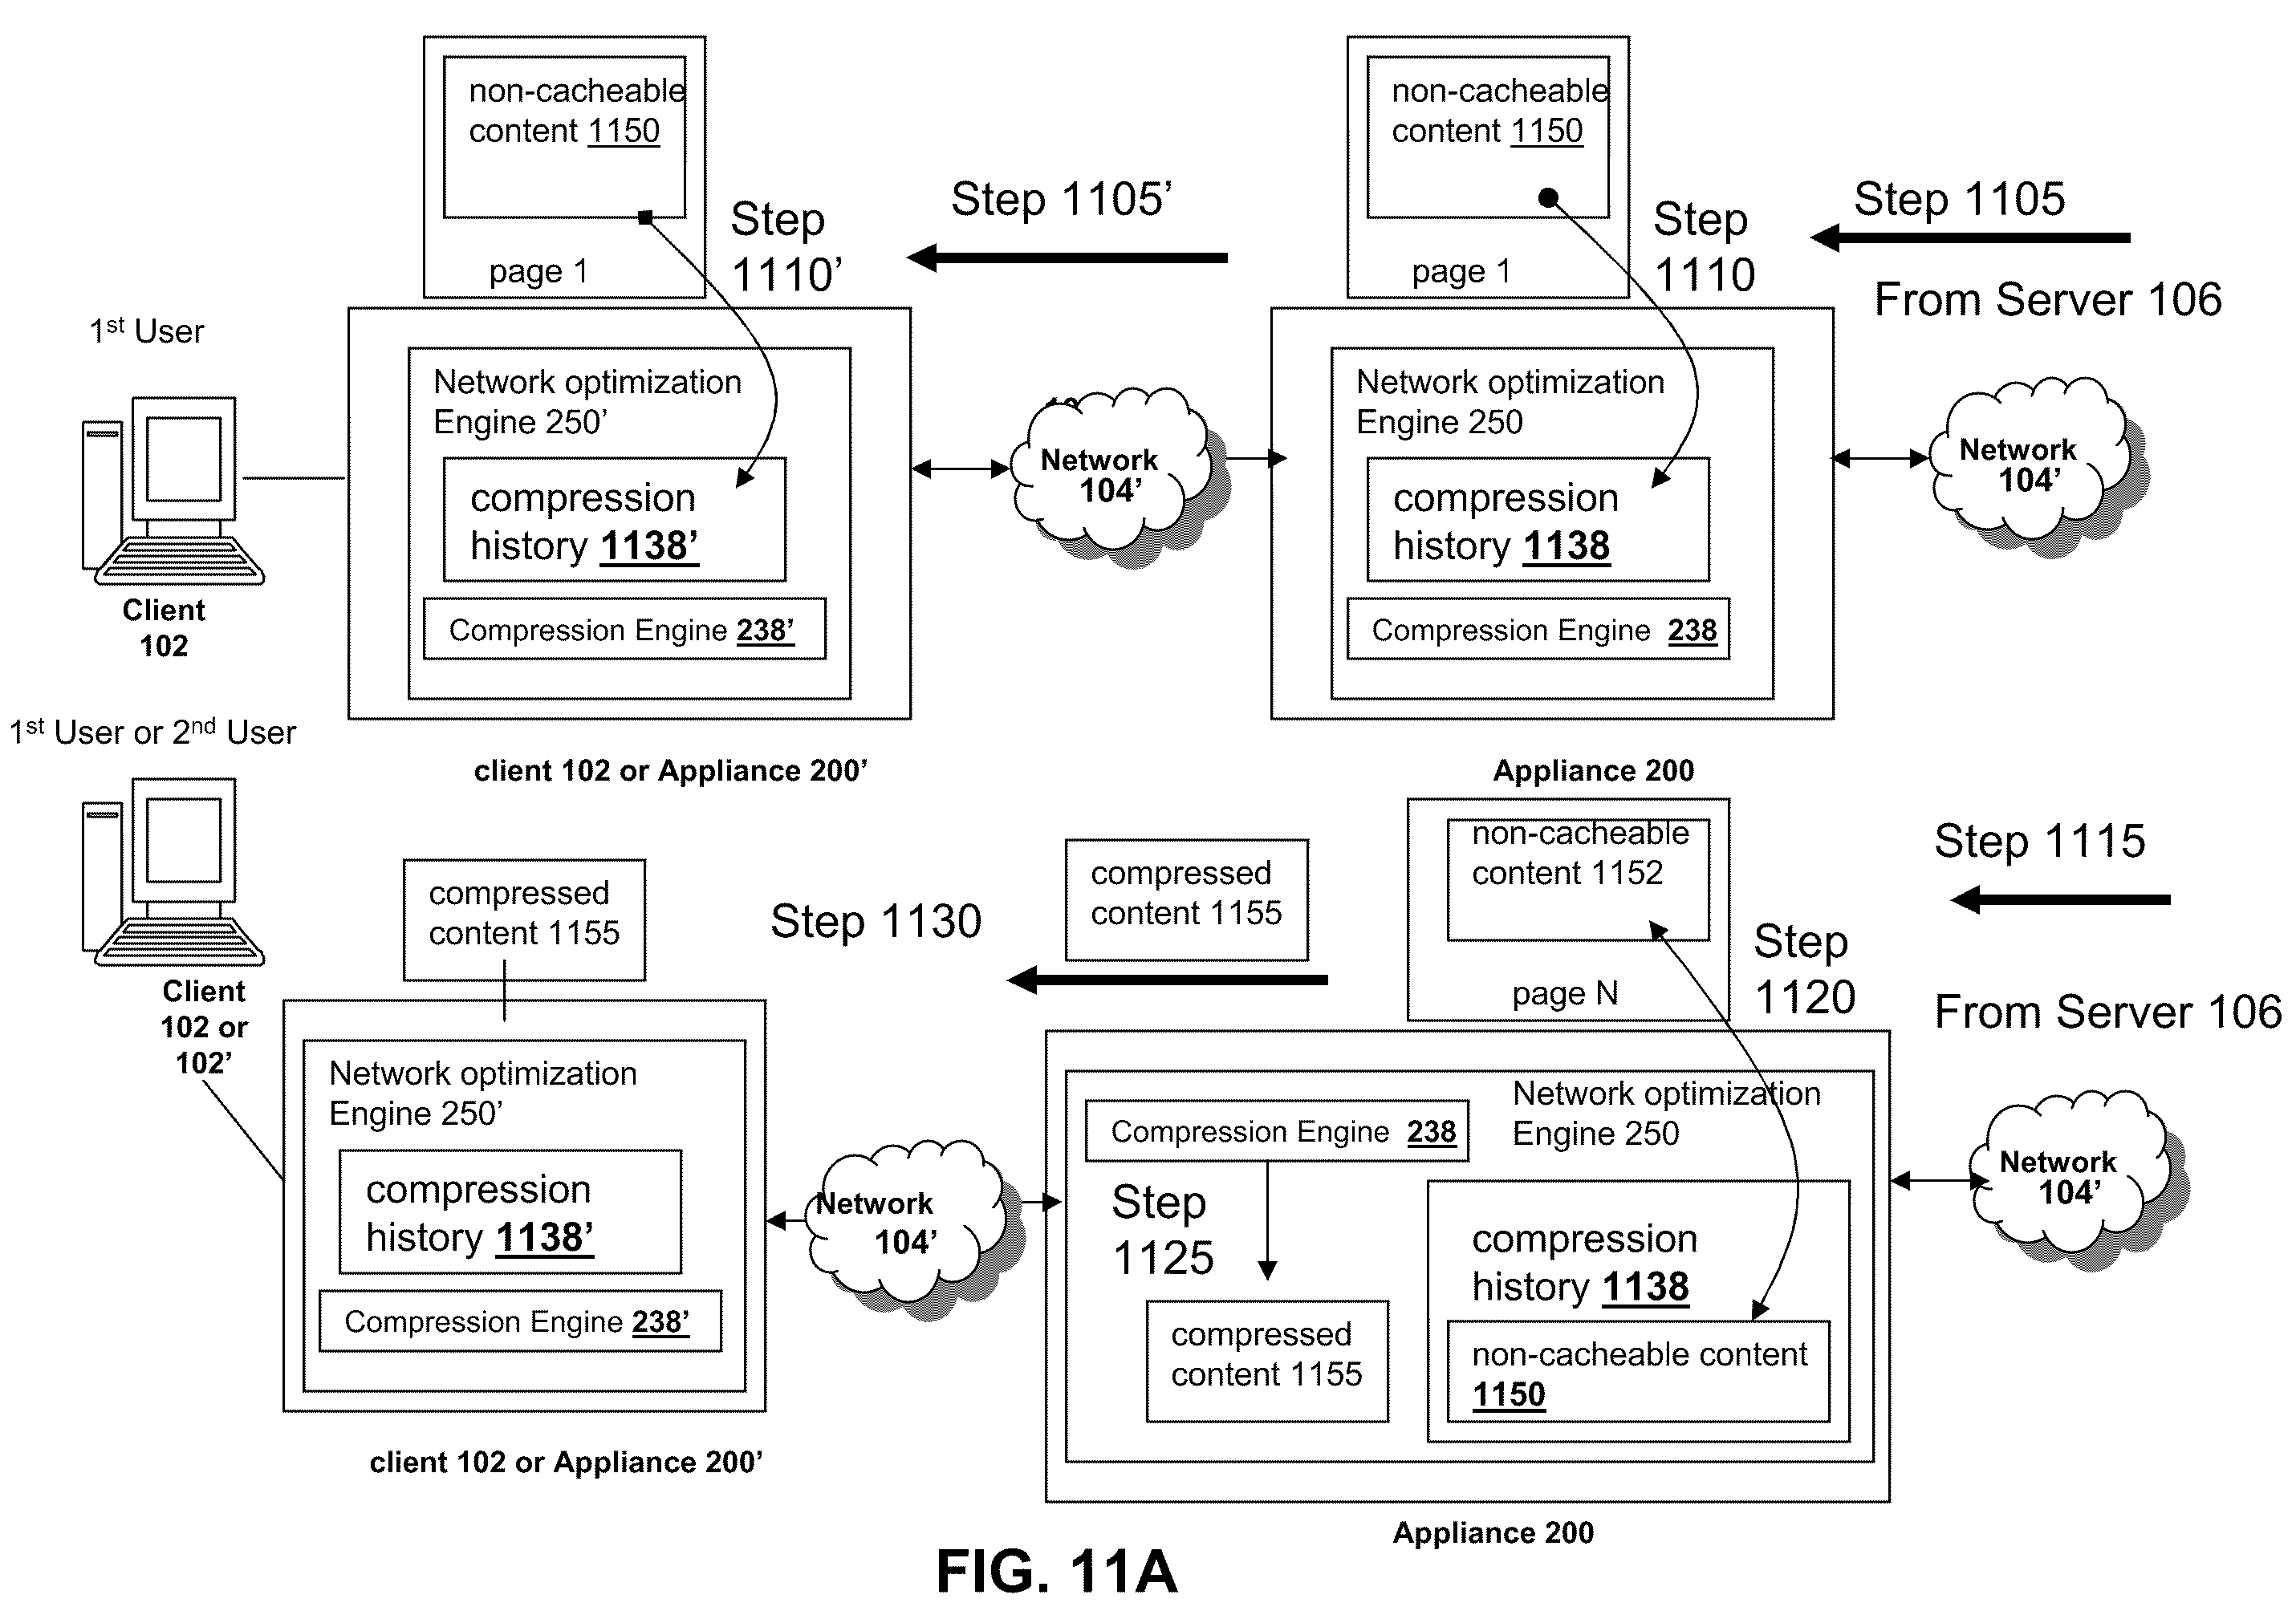 non-cacheable
content 1150
page 1
Step
1110’
Step 1105’
non-cacheable
content 1150
page 1
Step
1110
Step 1105
From Server 106
1st User
Client
102
Network optimization
Engine 250’
compression
history 1138’
Compression Engine 238’
client 102 or Appliance 200’
Network
104’
Network optimization
Engine 250
compression
history 1138
Compression Engine 238
Appliance 200
Network
104’
1st User or 2nd User
Client
102 or
102’
compressed
content 1155
Network optimization
Engine 250’
compression
history 1138’
Compression Engine 238’
client 102 or Appliance 200’
Step 1130
compressed
content 1155
Network
104’
non-cacheable
content 1152
page N
Step
1120
Step 1115
From Server 106
Compression Engine 238
Network optimization
Engine 250
Step
1125
compressed
content 1155
compression
history 1138
non-cacheable content
1150
Network
104’
Appliance 200
FIG. 11A